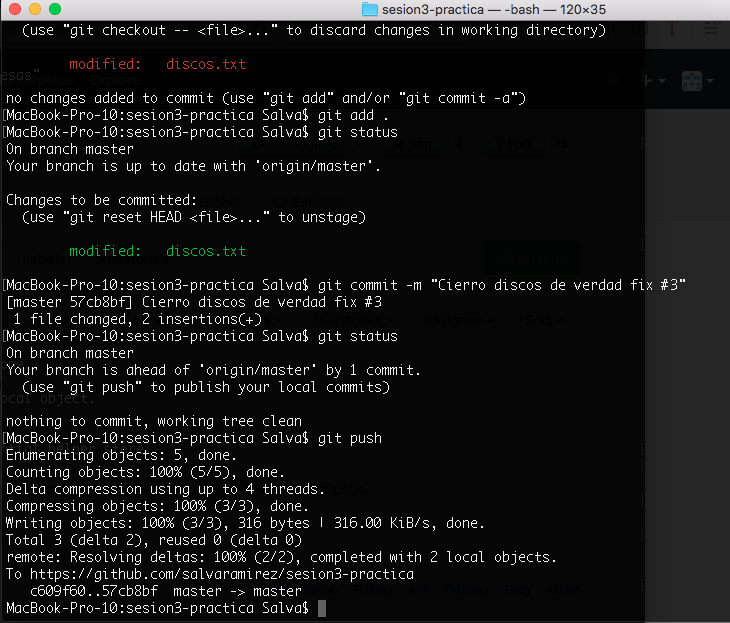 sesion3-practica — -bash — 120×35
(use "git checkout -- <file>..." to discard changes in working directory)
modified: discos.txt
esas"
no changes added to commit (use "git add" and/or "git commit -a")
[MacBook-Pro-10:sesion3-practica Salva$ git add .
[MacBook-Pro-10:sesion3-practica Salva$ git status
On branch master
Your branch is up to date with 'origin/master'.
Changes to be committed:
(use "git reset HEAD <file>..." to unstage)
modified: discos.txt
[MacBook-Pro-10:sesion3-practica Salva$ git commit -m "Cierro discos de verdad fix #3"
[master 57cb8bf] Cierro discos de verdad fix #3
1 file changed, 2 insertions(+)
[MacBook-Pro-10:sesion3-practica Salva$ git status
On branch master
Your branch is ahead of 'origin/master' by 1 commit.
(use "git push" to publish your local commits)
ocal object.
nothing to commit, working tree clean
[MacBook-Pro-10:sesion3-practica Salva$ git push
Enumerating objects: 5, done.
Counting objects: 100% (5/5), done.
Delta compression using up to 4 threads.
Compressing objects: 100% (3/3), done.
Writing objects: 100% (3/3), 316 bytes | 316.00 KiB/s, done.
Total 3 (delta 2), reused 0 (delta 0)
remote: Resolving deltas: 100% (2/2), completed with 2 local objects.
To https://github.com/salvaramirez/sesion3-practica
c609f60..57cb8bf master -> master
MacBook-Pro-10:sesion3-practica Salva$